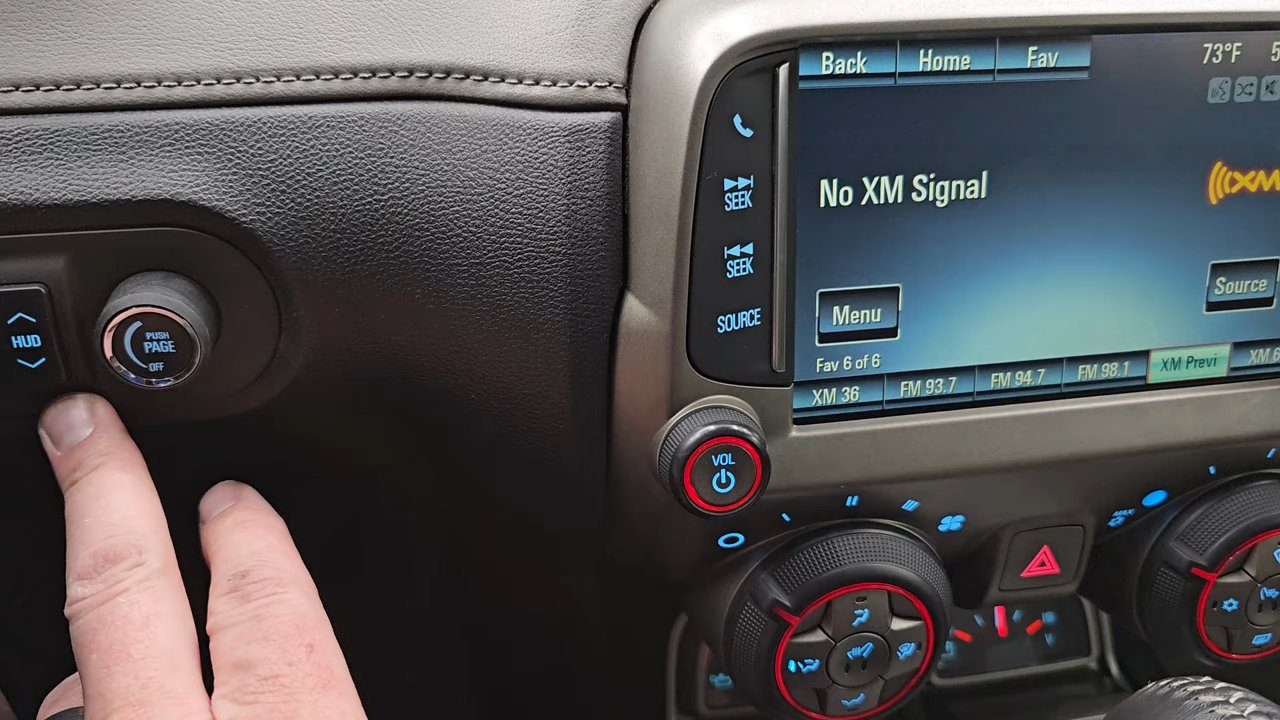 Back Home Fav 73°F
SEEK
No XM Signal
SEEK
SOURCE
Menu
Source
Fav 6 of 6
XM 36 FM 93.7 FM 94.7 FM 98.1 XM Previ
HUD
PUSH
PAGE
OFF
VOL
MAX